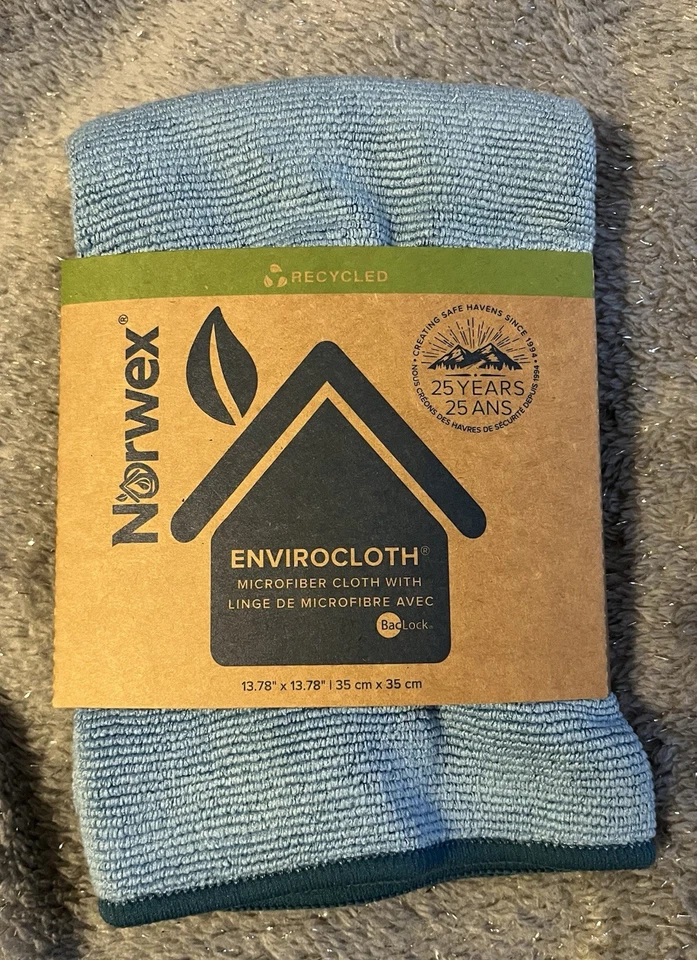 RECYCLED
Norwex®
• CREATING SAFE HAVENS SINCE 1994 •
25 YEARS
25 ANS
NOUS CRÉONS DES HAVRES DE SÉCURITÉ DEPUIS 1994
ENVIROCLOTH®
MICROFIBER CLOTH WITH
LINGE DE MICROFIBRE AVEC
BacLock
13.78" x 13.78" | 35 cm x 35 cm